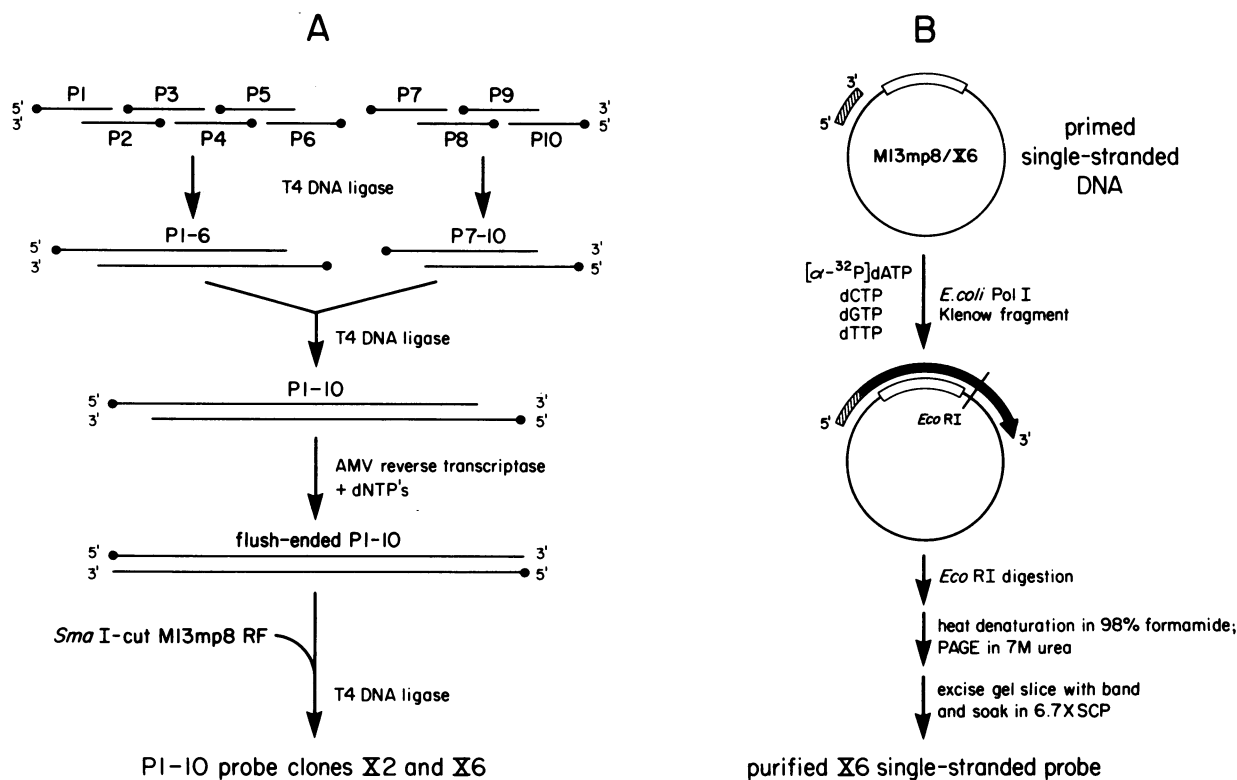 A
P1 P3 P5 P7 P9
5' 3'
3' 5'
P2 P4 P6 P8 P10
T4 DNA ligase
P1-6 P7-10
5' 3'
3' 5'
T4 DNA ligase
P1-10
5' 3'
3' 5'
AMV reverse transcriptase
+ dNTP's
flush-ended P1-10
5' 3'
3' 5'
Sma I-cut M13mp8 RF
T4 DNA ligase
P1-10 probe clones X2 and X6
B
3'
5'
M13mp8/X6
primed
single-stranded
DNA
[α-³²P]dATP
dCTP
dGTP
dTTP
E.coli Pol I
Klenow fragment
Eco RI
5' 3'
Eco RI digestion
heat denaturation in 98% formamide;
PAGE in 7M urea
excise gel slice with band
and soak in 6.7XSCP
purified X6 single-stranded probe